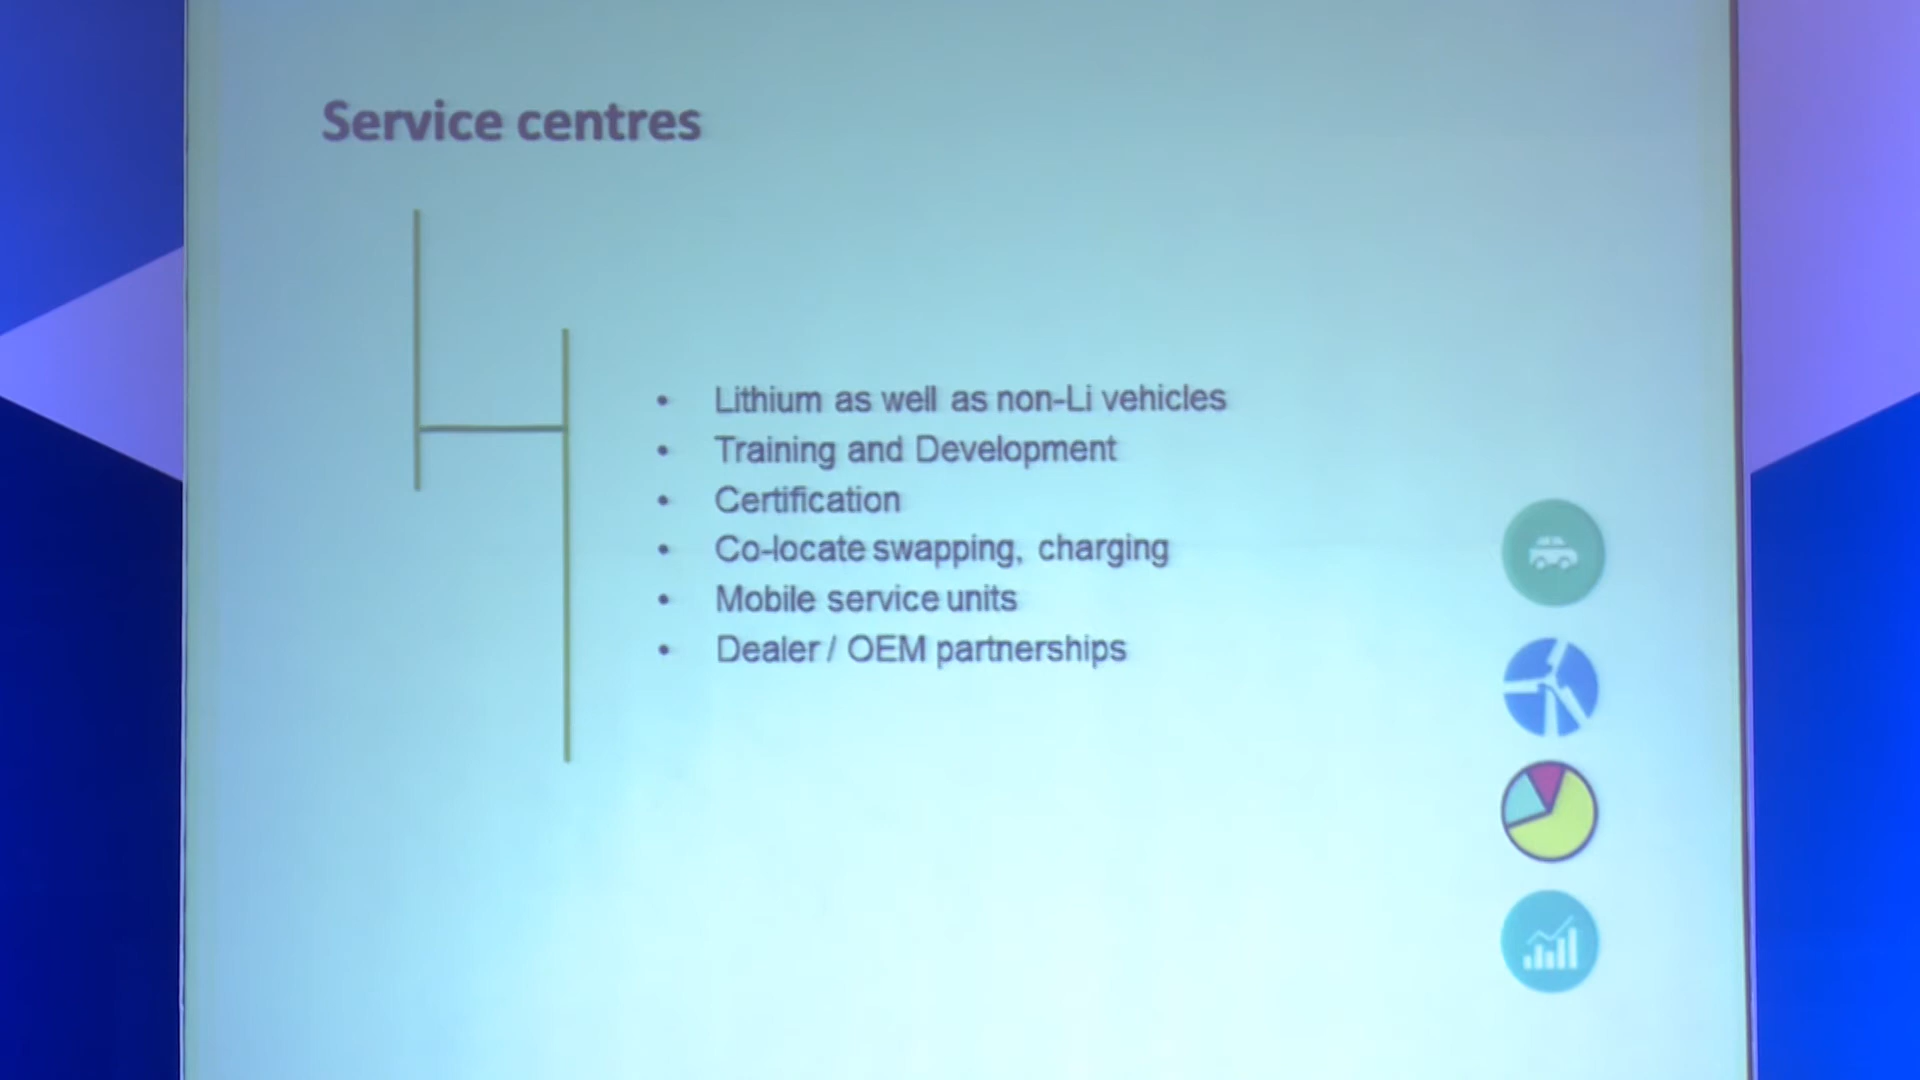 Service centres
• Lithium as well as non-Li vehicles
• Training and Development
• Certification
• Co-locate swapping, charging
• Mobile service units
• Dealer / OEM partnerships